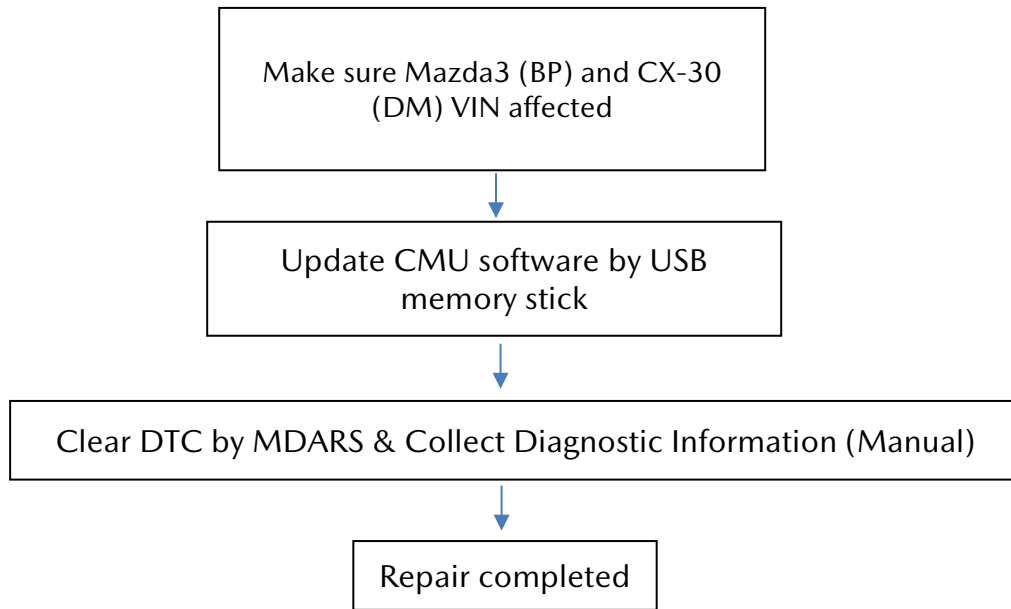 Make sure Mazda3 (BP) and CX-30
(DM) VIN affected
Update CMU software by USB
memory stick
Clear DTC by MDARS & Collect Diagnostic Information (Manual)
Repair completed